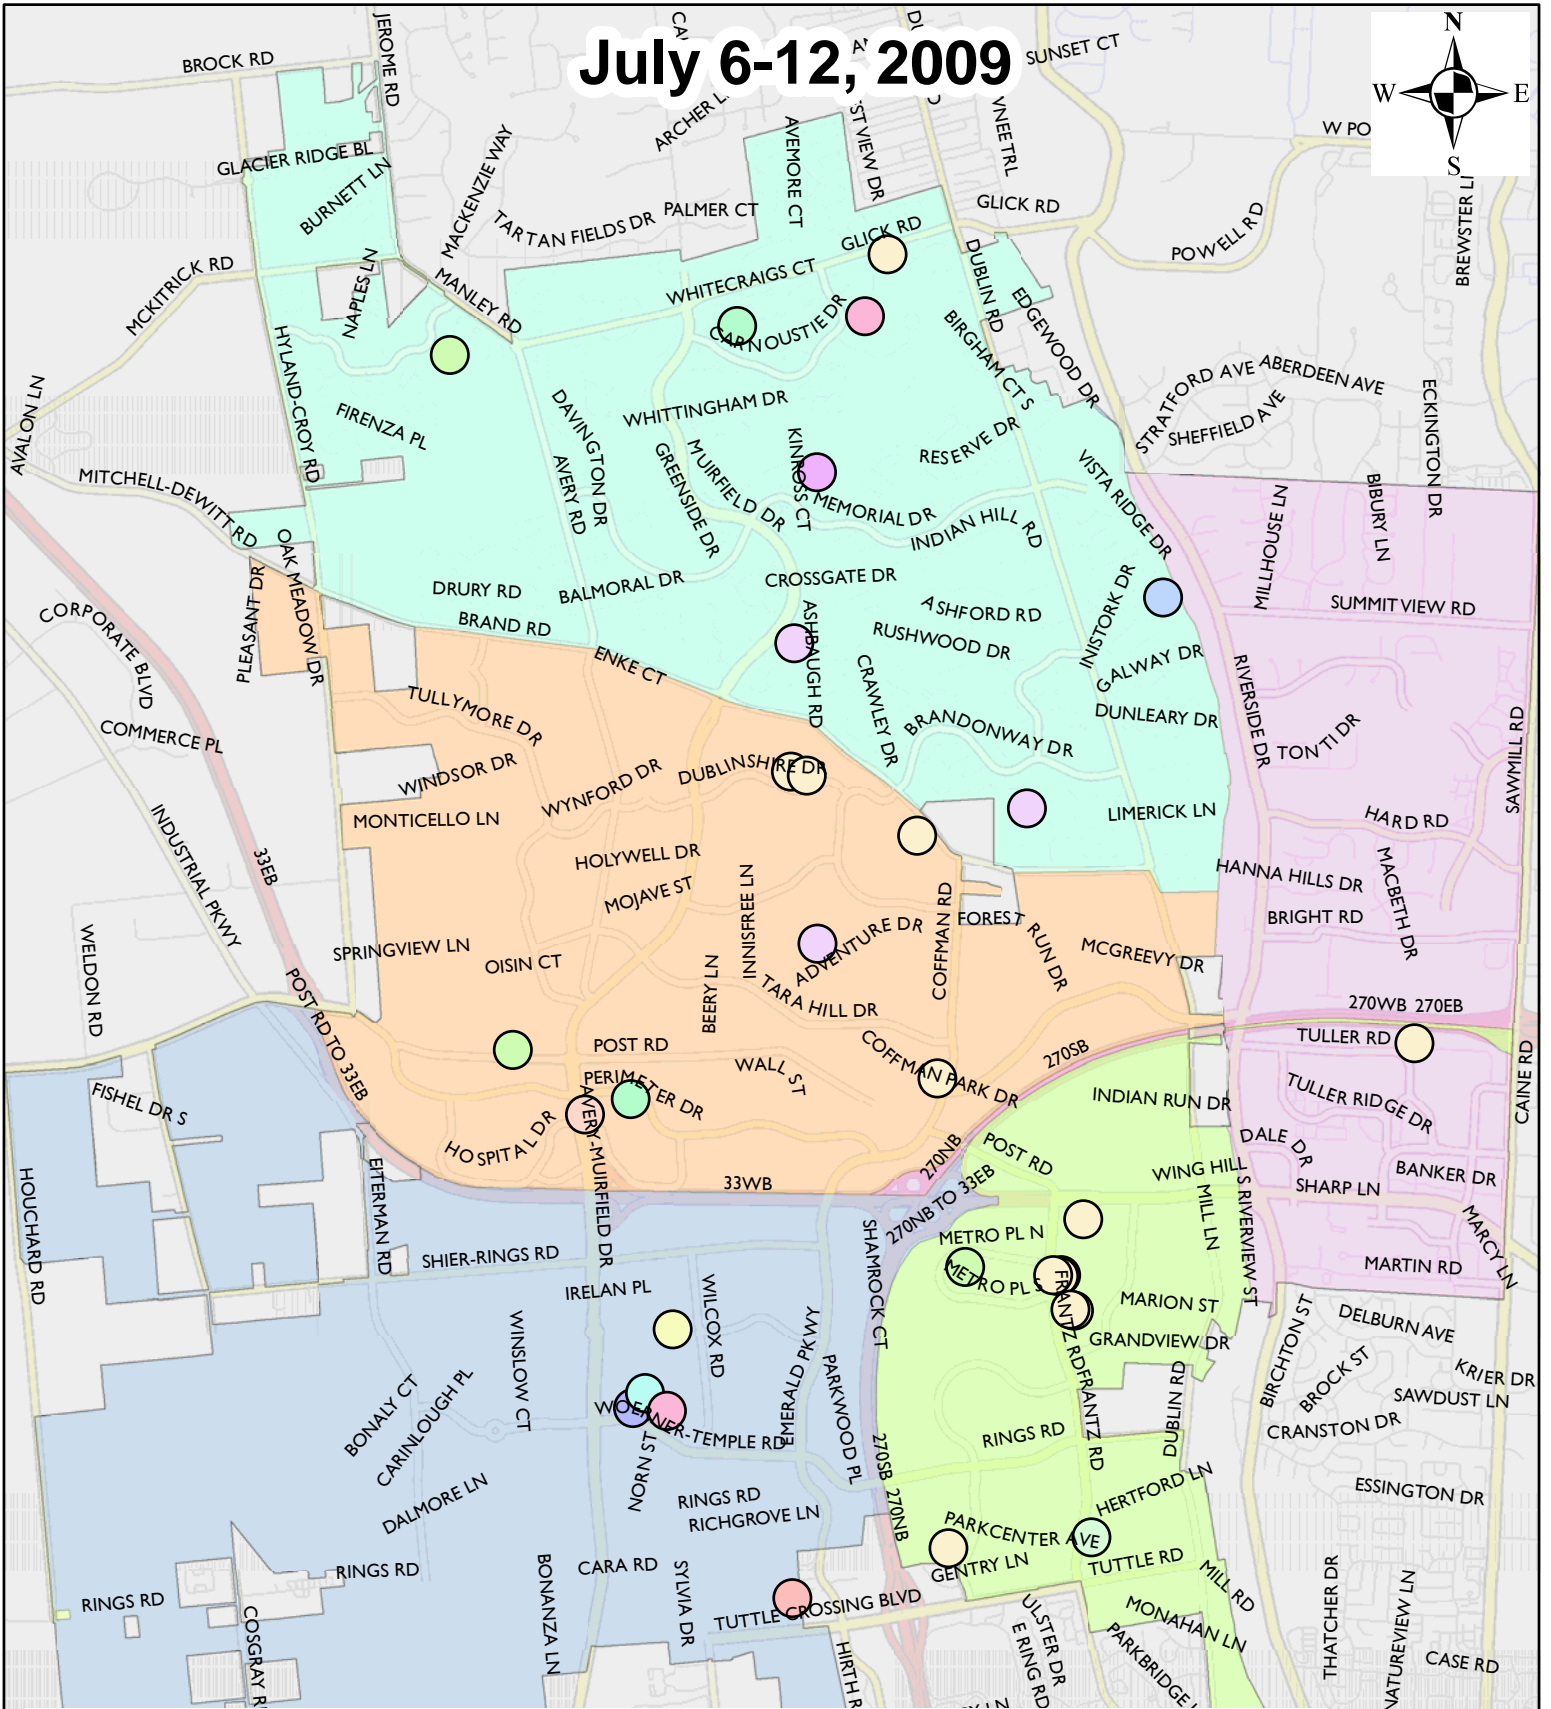 July 6-12, 2009
N
W E
S
BROCK RD
JEROME RD
SUNSET CT
GLACIER RIDGE BL
BURNETT LN
MACKENZIE WAY
TARTAN FIELDS DR
PALMER CT
AVEMORE CT
GLICK RD
GLICK RD
POWELL RD
MCKITRICK RD
NAPLES LN
MANLEY RD
WHITECRAIGS CT
CARNOUSTIE DR
DUBLIN RD
EDGEWOOD DR
BIRGHAM CT S
HYLAND-CROY RD
AVALON LN
FIRENZA PL
DAVINGTON DR
AVERY RD
WHITTINGHAM DR
GREENSIDE DR
MUIRFIELD DR
KINROSS CT
MEMORIAL DR
RESERVE DR
INDIAN HILL RD
VISTA RIDGE DR
STRATFORD AVE
ABERDEEN AVE
SHEFFIELD AVE
ECKINGTON DR
BIBURY LN
MILLHOUSE LN
MITCHELL-DEWITT RD
OAK MEADOW DR
PLEASANT DR
DRURY RD
BALMORAL DR
CROSSGATE DR
BRAND RD
ENKE CT
ASHBAUGH RD
ASHFORD RD
RUSHWOOD DR
CRAWLEY DR
INISTORK DR
GALWAY DR
DUNLEARY DR
BRANDONWAY DR
LIMERICK LN
SUMMITVIEW RD
RIVERSIDE DR
TONTI DR
SAWMILL RD
HARD RD
MACBETH DR
HANNA HILLS DR
BRIGHT RD
CORPORATE BLVD
COMMERCE PL
INDUSTRIAL PKWY
33EB
WELDON RD
TULLYMORE DR
WINDSOR DR
WYNFORD DR
DUBLINSHIRE DR
MONTICELLO LN
HOLYWELL DR
MOJAVE ST
INNISFREE LN
SPRINGVIEW LN
OISIN CT
BEERY LN
ADVENTURE DR
TARA HILL DR
COFFMAN RD
FOREST RUN DR
MCGREEVY DR
POST RD TO 33EB
POST RD
WALL ST
COFFMAN PARK DR
270SB
270WB 270EB
TULLER RD
CAINE RD
FISHEL DR S
PERIMETER DR
HOSPITAL DR
AVERY-MUIRFIELD DR
INDIAN RUN DR
TULLER RIDGE DR
DALE DR
BANKER DR
SHARP LN
MARCY LN
MARTIN RD
HOUCHARD RD
EITERMAN RD
33WB
270NB
270NB TO 33EB
POST RD
WING HILL
MILL LN
S RIVERVIEW ST
SHIER-RINGS RD
IRELAN PL
WILCOX RD
SHAMROCK CT
METRO PL N
METRO PL S
FRANTZ RD
FRANTZ RD
MARION ST
GRANDVIEW DR
BIRCHTON ST
DELBURN AVE
BROCK ST
KRIER DR
SAWDUST LN
CRANSTON DR
ESSINGTON DR
WINSLOW CT
BONALY CT
CARINLOUGH PL
DALMORE LN
WOERNER-TEMPLE RD
NORN ST
EMERALD PKWY
PARKWOOD PL
270SB 270NB
RINGS RD
DUBLIN RD
HERTFORD LN
RINGS RD
RICHGROVE LN
PARKCENTER AVE
GENTRY LN
TUTTLE RD
MILL RD
RINGS RD
RINGS RD
COSGRAY R
BONANZA LN
CARA RD
SYLVIA DR
TUTTLE CROSSING BLVD
HIRTH R
ULSTER DR
E RING RD
MONAHAN LN
PARKBRIDGE
THATCHER DR
NATUREVIEW LN
CASE RD